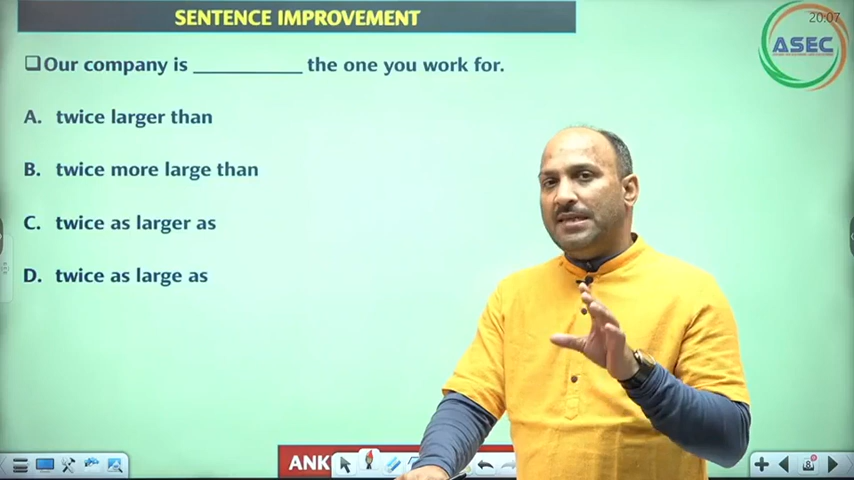 SENTENCE IMPROVEMENT
20:07
ASEC
❑Our company is ___________ the one you work for.
A. twice larger than
B. twice more large than
C. twice as larger as
D. twice as large as
ANK
8